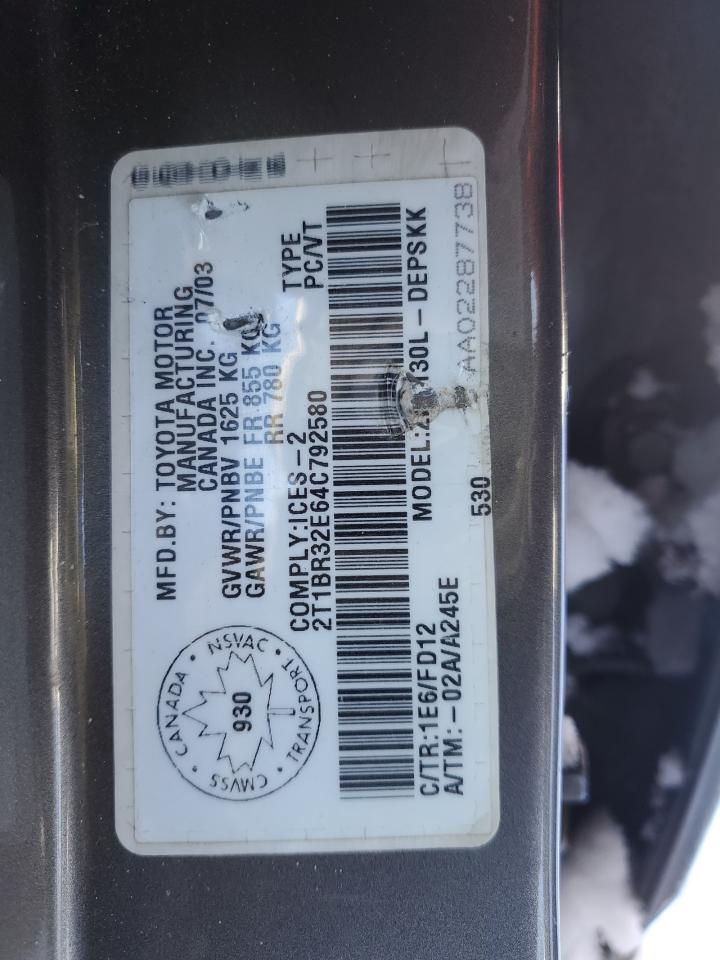 MFD.BY: TOYOTA MOTOR
MANUFACTURING
CANADA INC. 07/03
GVWR/PNBV 1625 KG
GAWR/PNBE FR 855 KG
RR 780 KG
COMPLY:ICES-2 TYPE
2T1BR32E64C792580 PC/VT
CANADA • NSVAC • TRANSPORT • CMVSS •
930
C/TR:1E6/FD12 MODEL: 130L-DEPSKK
A/TM:-02A/A245E
530
AA02287738